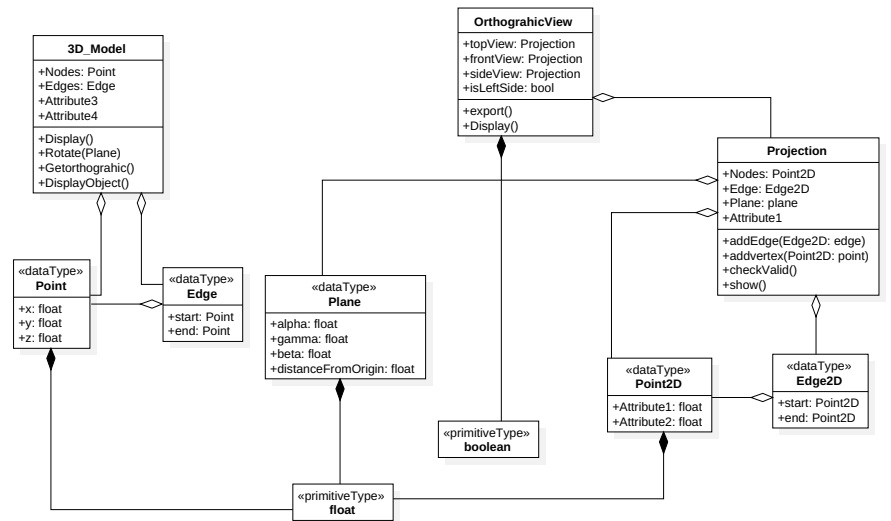 3D_Model
+Nodes: Point
+Edges: Edge
+Attribute3
+Attribute4
+Display()
+Rotate(Plane)
+Getorthograhic()
+DisplayObject()
OrthograhicView
+topView: Projection
+frontView: Projection
+sideView: Projection
+isLeftSide: bool
+export()
+Display()
Projection
+Nodes: Point2D
+Edge: Edge2D
+Plane: plane
+Attribute1
+addEdge(Edge2D: edge)
+addvertex(Point2D: point)
+checkValid()
+show()
«dataType»
Point
+x: float
+y: float
+z: float
«dataType»
Edge
+start: Point
+end: Point
«dataType»
Plane
+alpha: float
+gamma: float
+beta: float
+distanceFromOrigin: float
«dataType»
Point2D
+Attribute1: float
+Attribute2: float
«dataType»
Edge2D
+start: Point2D
+end: Point2D
«primitiveType»
boolean
«primitiveType»
float